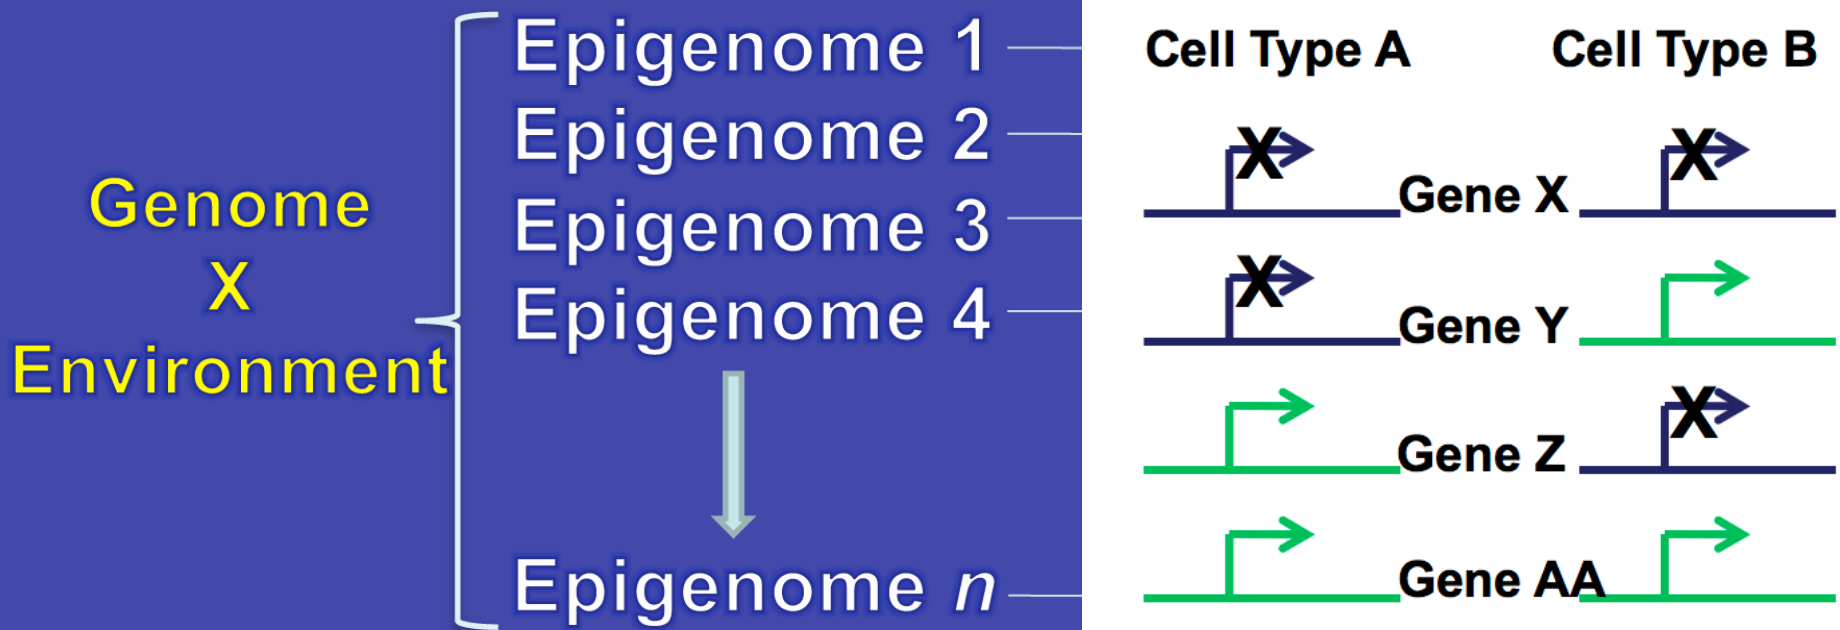 Genome
X
Environment
Epigenome 1
Epigenome 2
Epigenome 3
Epigenome 4
Epigenome n
Cell Type A
Cell Type B
X
X
Gene X
X
Gene Y
X
Gene Z
Gene AA